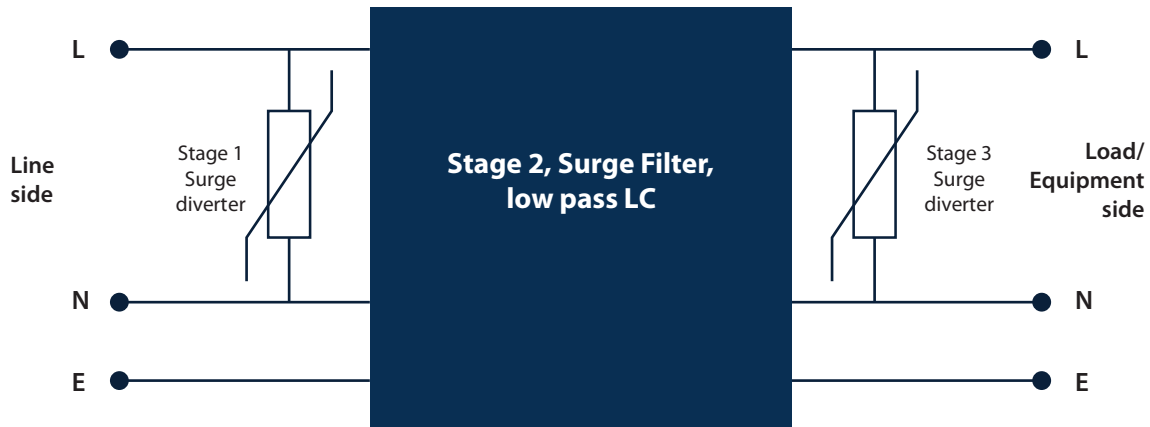 L
L
Line
side
Stage 1
Surge
diverter
Stage 2, Surge Filter,
low pass LC
Stage 3
Surge
diverter
Load/
Equipment
side
N
N
E
E